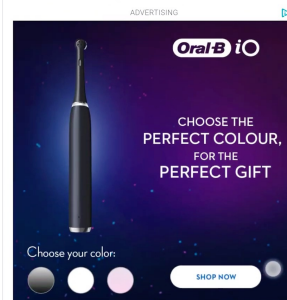 ADVERTISING
Oral-B iO
CHOOSE THE
PERFECT COLOUR,
FOR THE
PERFECT GIFT
Choose your color:
SHOP NOW